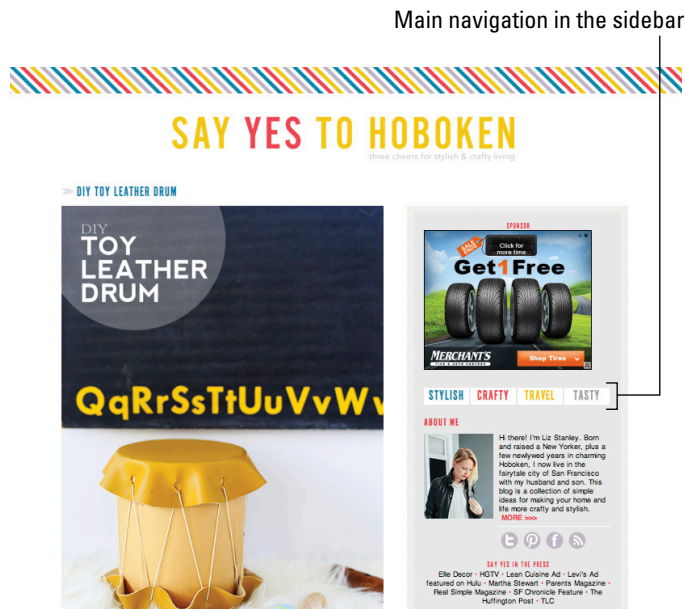 Main navigation in the sidebar
SAY YES TO HOBOKEN
three cheers for stylish & crafty living
>> DIY TOY LEATHER DRUM
DIY
TOY
LEATHER
DRUM
QqRrSsTtUuVvWv
SPONSOR
SALE
Click for
more time
Get1Free
MERCHANT'S
TIRE & AUTO CENTERS
Shop Tires
STYLISH CRAFTY TRAVEL TASTY
ABOUT ME
Hi there! I'm Liz Stanley. Born
and raised a New Yorker, plus a
few newlywed years in charming
Hoboken, I now live in the
fairytale city of San Francisco
with my husband and son. This
blog is a collection of simple
ideas for making your home and
life more crafty and stylish.
MORE >>>
SAY YES IN THE PRESS
Elle Decor • HGTV • Lean Cuisine Ad • Levi's Ad
featured on Hulu • Martha Stewart • Parents Magazine •
Real Simple Magazine • SF Chronicle Feature • The
Huffington Post • TLC